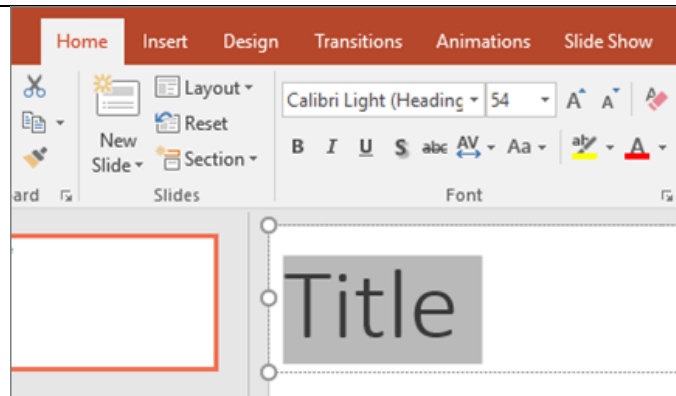 Home Insert Design Transitions Animations Slide Show
Layout
Calibri Light (Heading 54 A A
Reset
New
Slide
Section
B I U S abc AV Aa aby A
ard Slides Font
Title